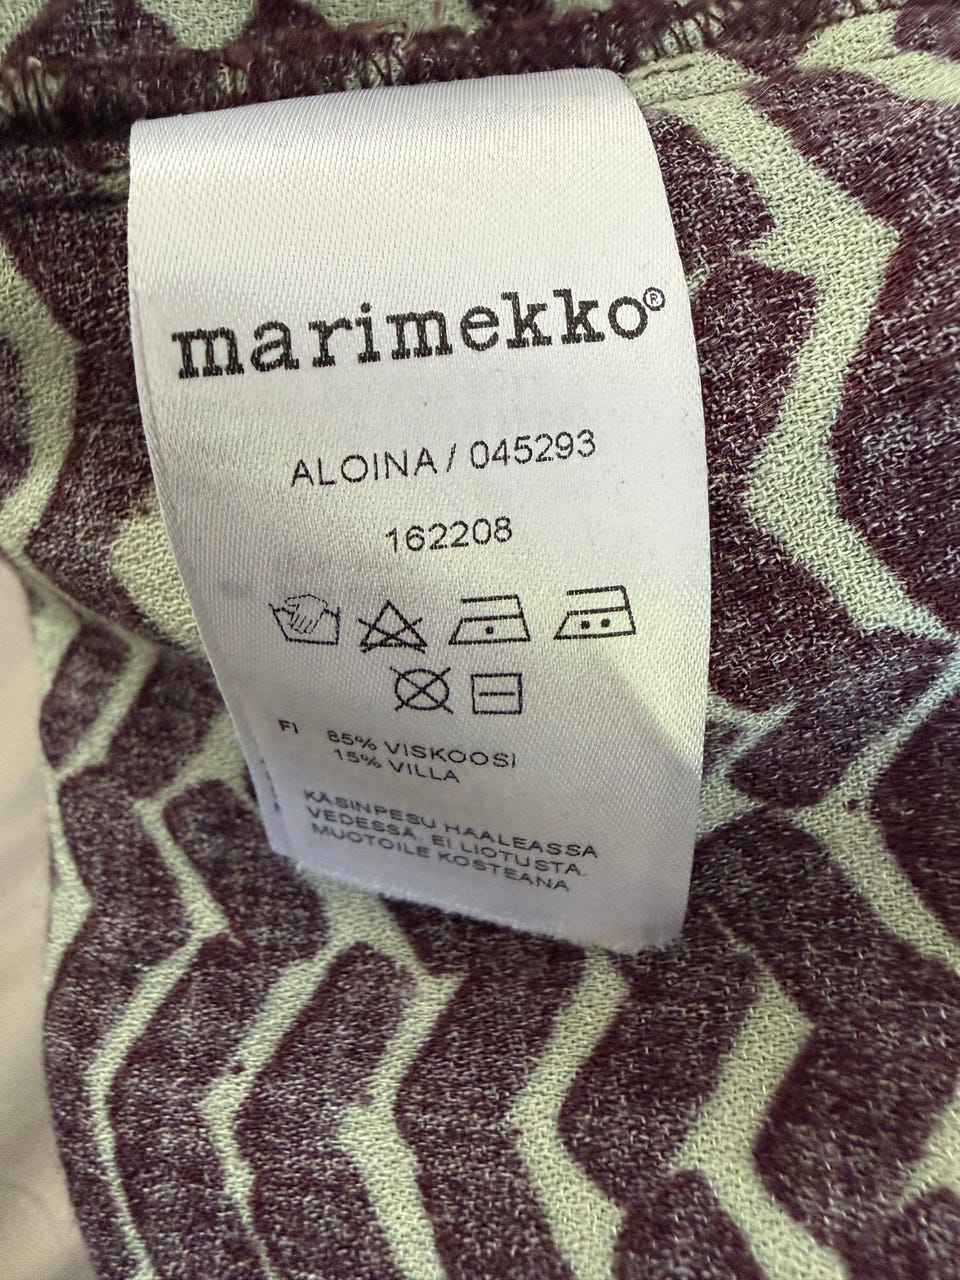 marimekko®
ALOINA / 045293
162208
FI 85% VISKOOSI
15% VILLA
KÄSINPESU HAALEASSA
VEDESSÄ, EI LIOTUSTA.
MUOTOILE KOSTEANA